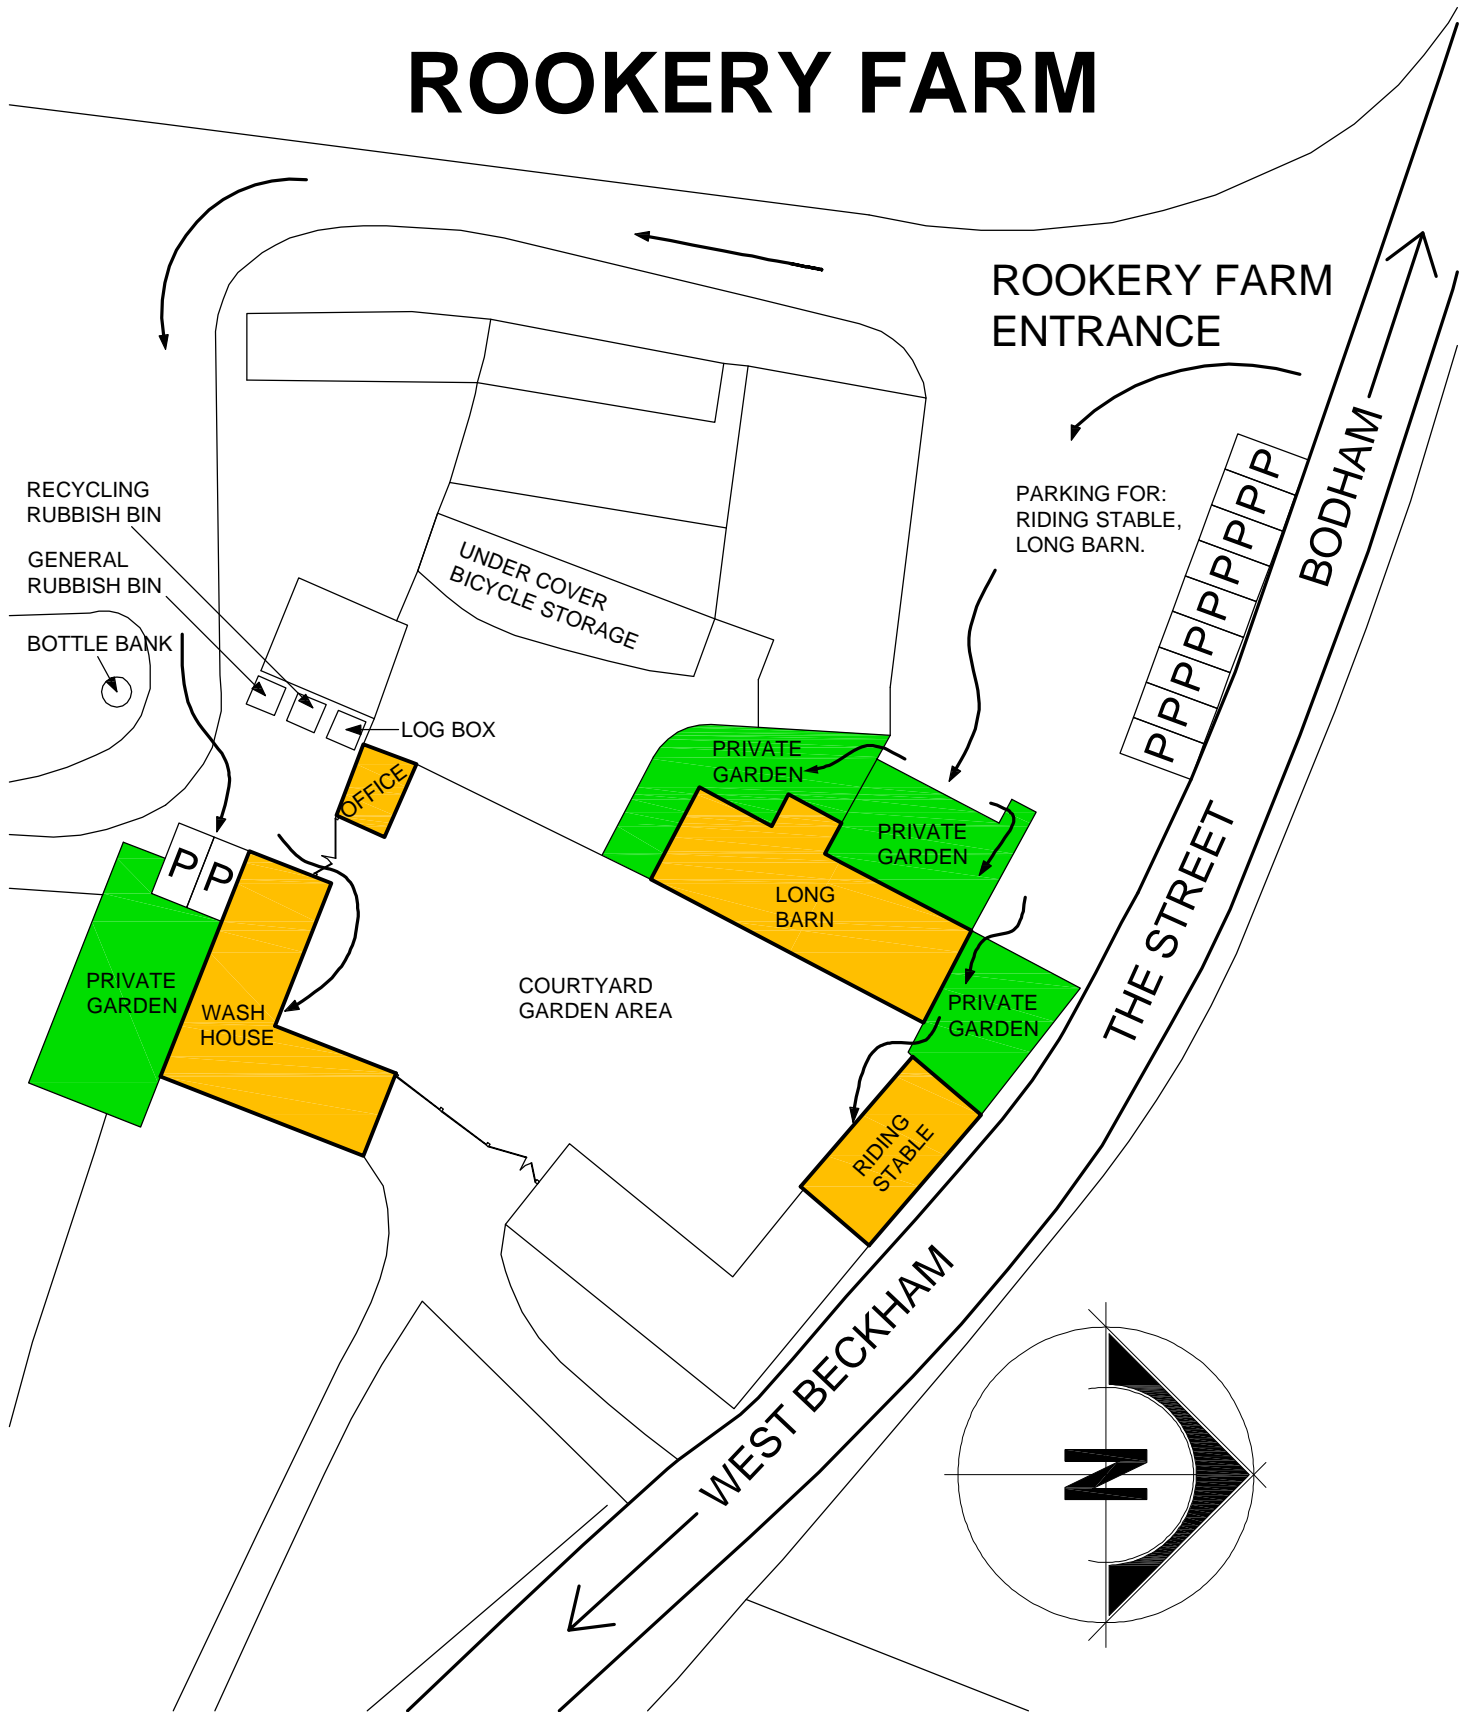 ROOKERY FARM
ROOKERY FARM
ENTRANCE
PARKING FOR:
RIDING STABLE,
LONG BARN.
P
P
P
P
P
P
P
P
BODHAM
RECYCLING
RUBBISH BIN
GENERAL
RUBBISH BIN
BOTTLE BANK
UNDER COVER
BICYCLE STORAGE
LOG BOX
OFFICE
PRIVATE
GARDEN
PRIVATE
GARDEN
LONG
BARN
P
P
PRIVATE
GARDEN
WASH
HOUSE
COURTYARD
GARDEN AREA
PRIVATE
GARDEN
THE STREET
RIDING
STABLE
WEST BECKHAM
N